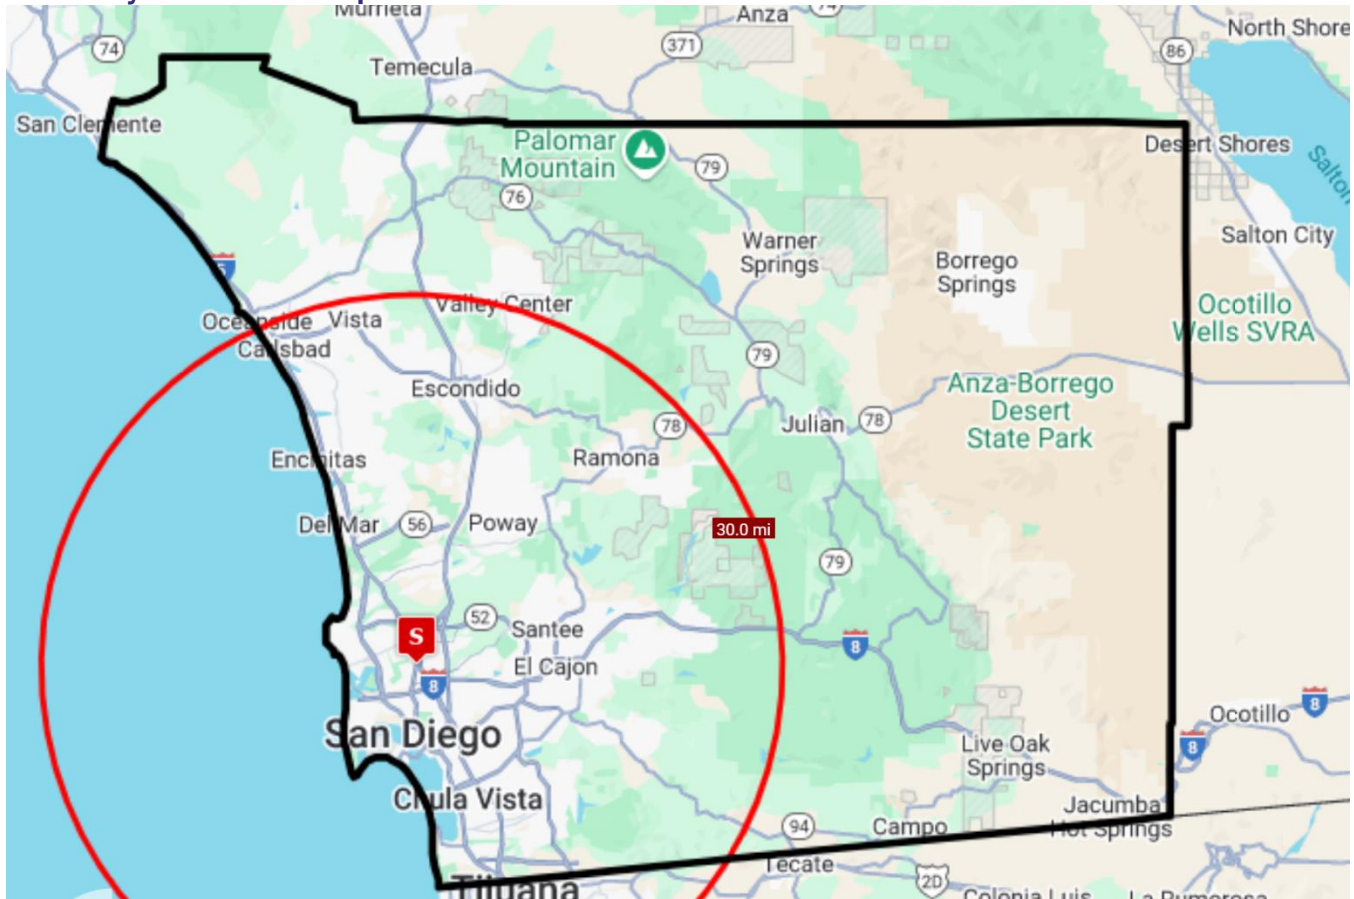 Murrieta
Anza
74
North Shore
74
371
86
Temecula
San Clemente
Palomar
Mountain
79
Desert Shores
Salton
76
Warner
Springs
Salton City
Borrego
Springs
Valley Center
Ocotillo
Wells SVRA
Oceanside
Vista
Carlsbad
79
Escondido
Anza-Borrego
Desert
State Park
78
Julian
78
Ramona
Encinitas
Del Mar
56
Poway
30.0 mi
79
52
S
Santee
8
El Cajon
8
8
Ocotillo
San Diego
8
Live Oak
Springs
Chula Vista
Jacumba
Hot Springs
94
Campo
Tecate
2D
Tijuana
Colonia Luis
La Rumorosa